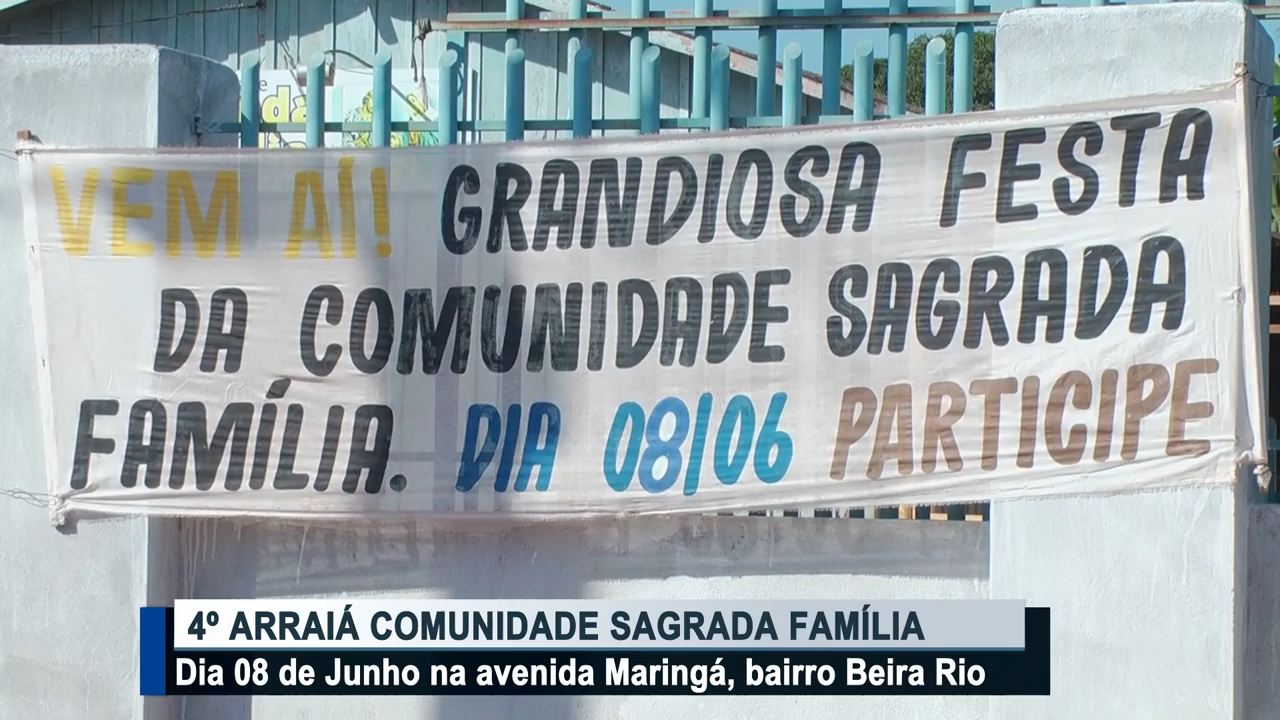 VEM AÍ! GRANDIOSA FESTA
DA COMUNIDADE SAGRADA
FAMÍLIA. DIA 08/06 PARTICIPE
4º ARRAIÁ COMUNIDADE SAGRADA FAMÍLIA
Dia 08 de Junho na avenida Maringá, bairro Beira Rio